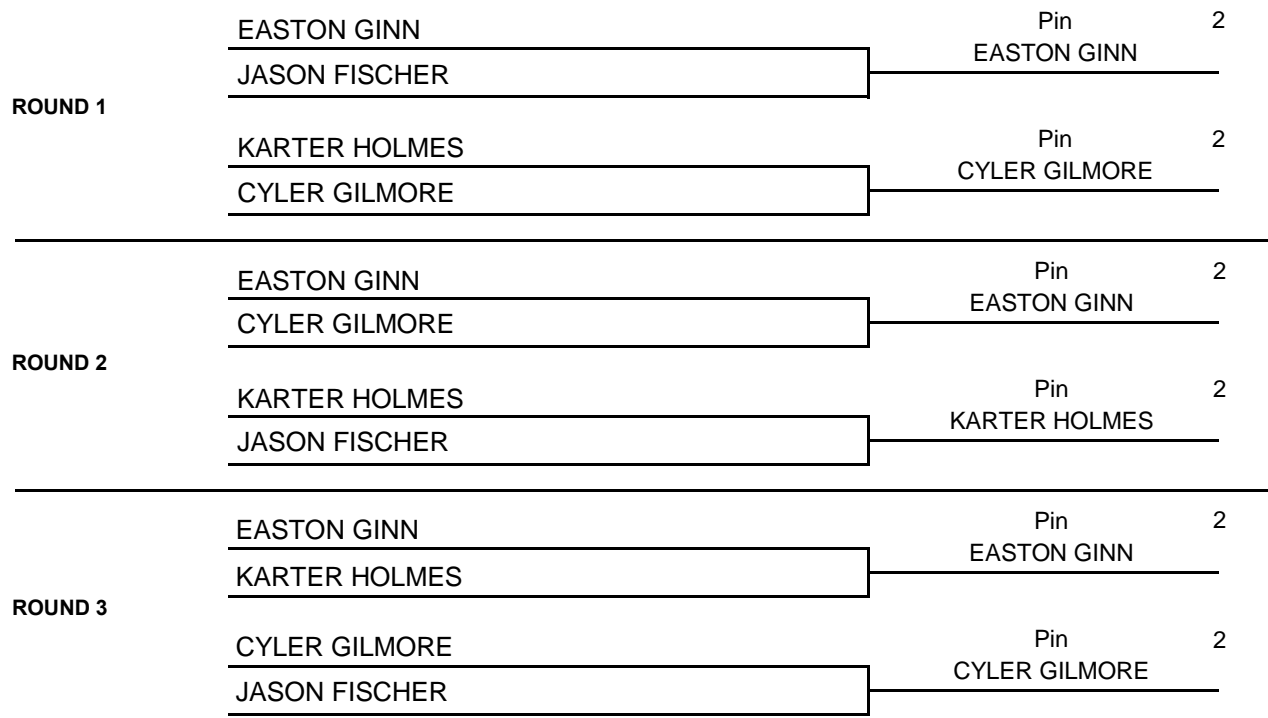 EASTON GINN
Pin 2
EASTON GINN
JASON FISCHER
ROUND 1
KARTER HOLMES
Pin 2
CYLER GILMORE
CYLER GILMORE
EASTON GINN
Pin 2
EASTON GINN
CYLER GILMORE
ROUND 2
KARTER HOLMES
Pin 2
KARTER HOLMES
JASON FISCHER
EASTON GINN
Pin 2
EASTON GINN
KARTER HOLMES
ROUND 3
CYLER GILMORE
Pin 2
CYLER GILMORE
JASON FISCHER